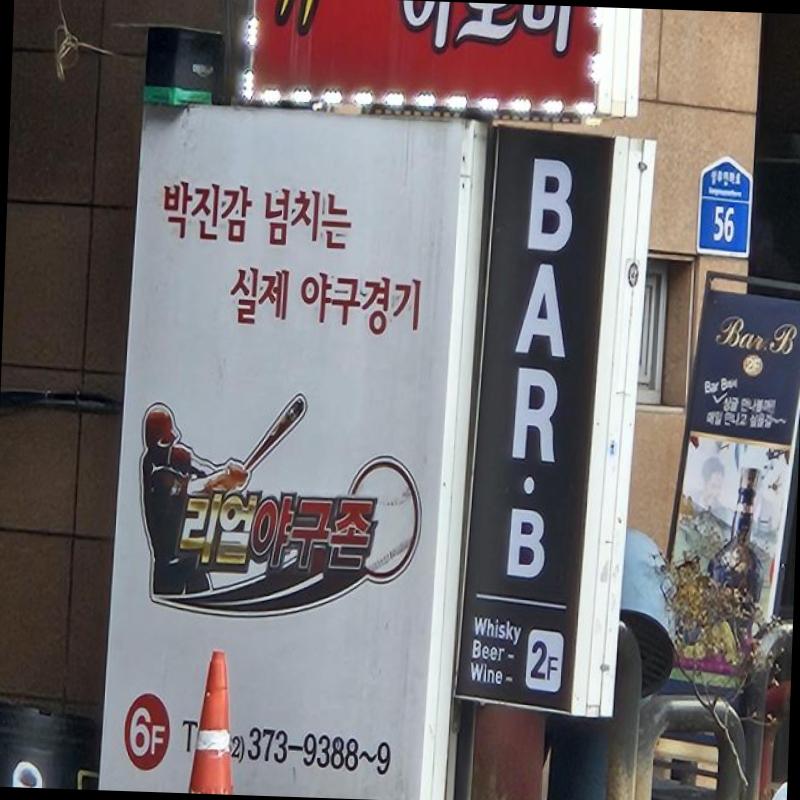 박진감 넘치는
실제 야구경기
리얼야구존
6F
2)373-9388~9
BAR·B
Whisky
Beer -
Wine -
2F
56
Bar.B
2F